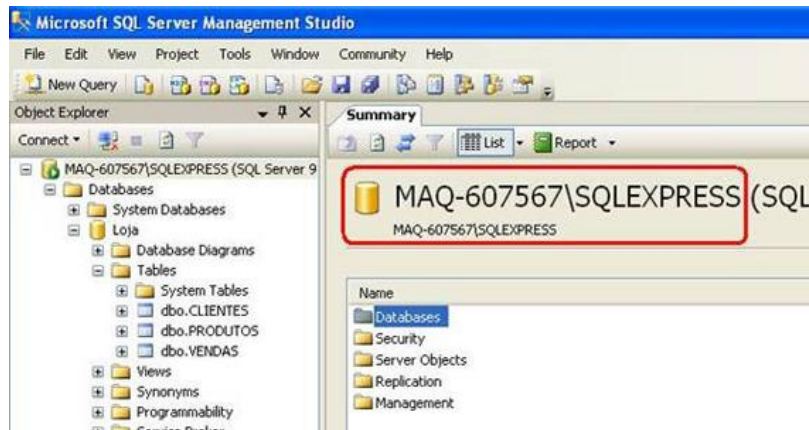 Microsoft SQL Server Management Studio
File Edit View Project Tools Window Community Help
New Query
Object Explorer
Connect
MAQ-607567\SQLEXPRESS (SQL Server 9
Databases
System Databases
Loja
Database Diagrams
Tables
System Tables
dbo.CLIENTES
dbo.PRODUTOS
dbo.VENDAS
Views
Synonyms
Programmability
Service Broker
Summary
List Report
MAQ-607567\SQLEXPRESS (SQL
MAQ-607567\SQLEXPRESS
Name
Databases
Security
Server Objects
Replication
Management